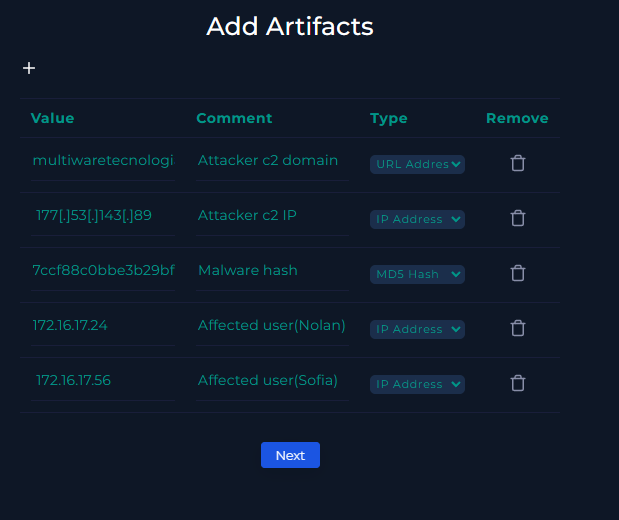 Add Artifacts
+
Value Comment Type Remove
multiwaretecnologi Attacker c2 domain URL Addres
177[.]53[.]143[.]89 Attacker c2 IP IP Address
7ccf88c0bbe3b29bf Malware hash MD5 Hash
172.16.17.24 Affected user(Nolan) IP Address
172.16.17.56 Affected user(Sofia) IP Address
Next